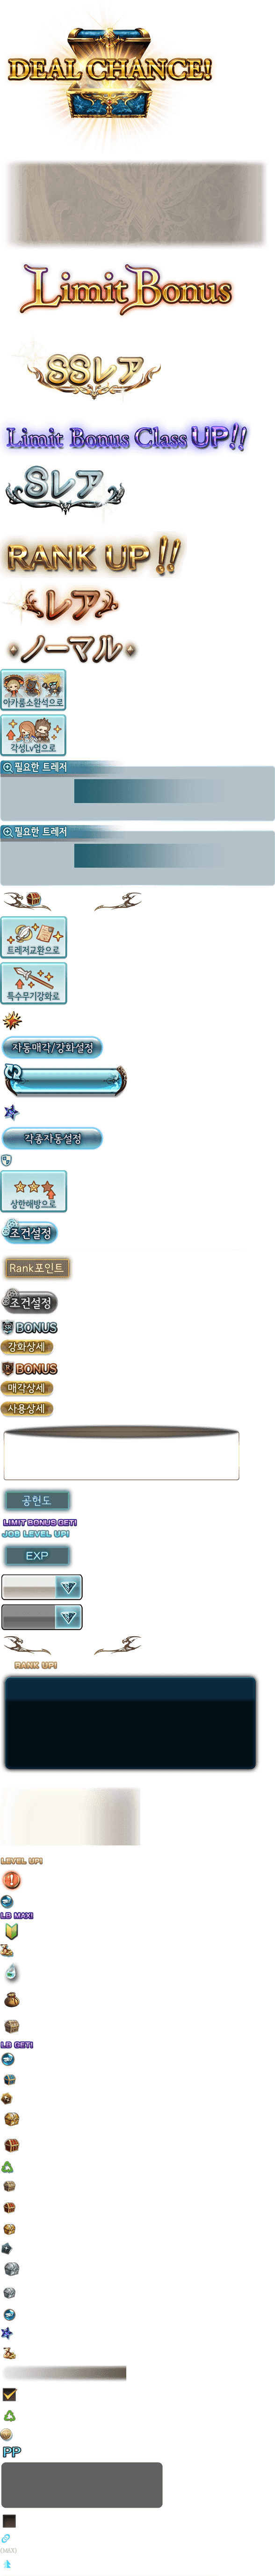 DEAL CHANCE!
Limit Bonus
SSレア
Limit Bonus Class UP!!
Sレア
RANK UP!!
レア
ノーマル
아카룸소환석으로
각성Lv업으로
필요한 트레저
필요한 트레저
트레저교환으로
특수무기강화로
자동매각/강화설정
각종자동설정
상한해방으로
조건설정
Rank포인트
조건설정
BONUS
강화상세
R BONUS
매각상세
사용상세
공헌도
LIMIT BONUS GET!
JOB LEVEL UP!
EXP
RANK UP!
LEVEL UP!
LB MAX!
LB GET!
PP